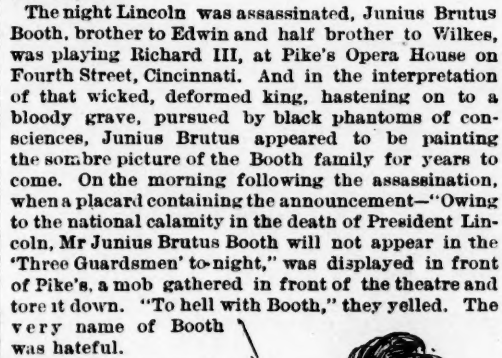 The night Lincoln was assassinated, Junius Brutus
Booth, brother to Edwin and half brother to Wilkes,
was playing Richard III, at Pike's Opera House on
Fourth Street, Cincinnati. And in the interpretation
of that wicked, deformed king, hastening on to a
bloody grave, pursued by black phantoms of con-
sciences, Junius Brutus appeared to be painting
the sombre picture of the Booth family for years to
come. On the morning following the assassination,
when a placard containing the announcement—"Owing
to the national calamity in the death of President Lin-
coln, Mr Junius Brutus Booth will not appear in the
'Three Guardsmen' to-night," was displayed in front
of Pike's, a mob gathered in front of the theatre and
tore it down. "To hell with Booth," they yelled. The
very name of Booth
was hateful.